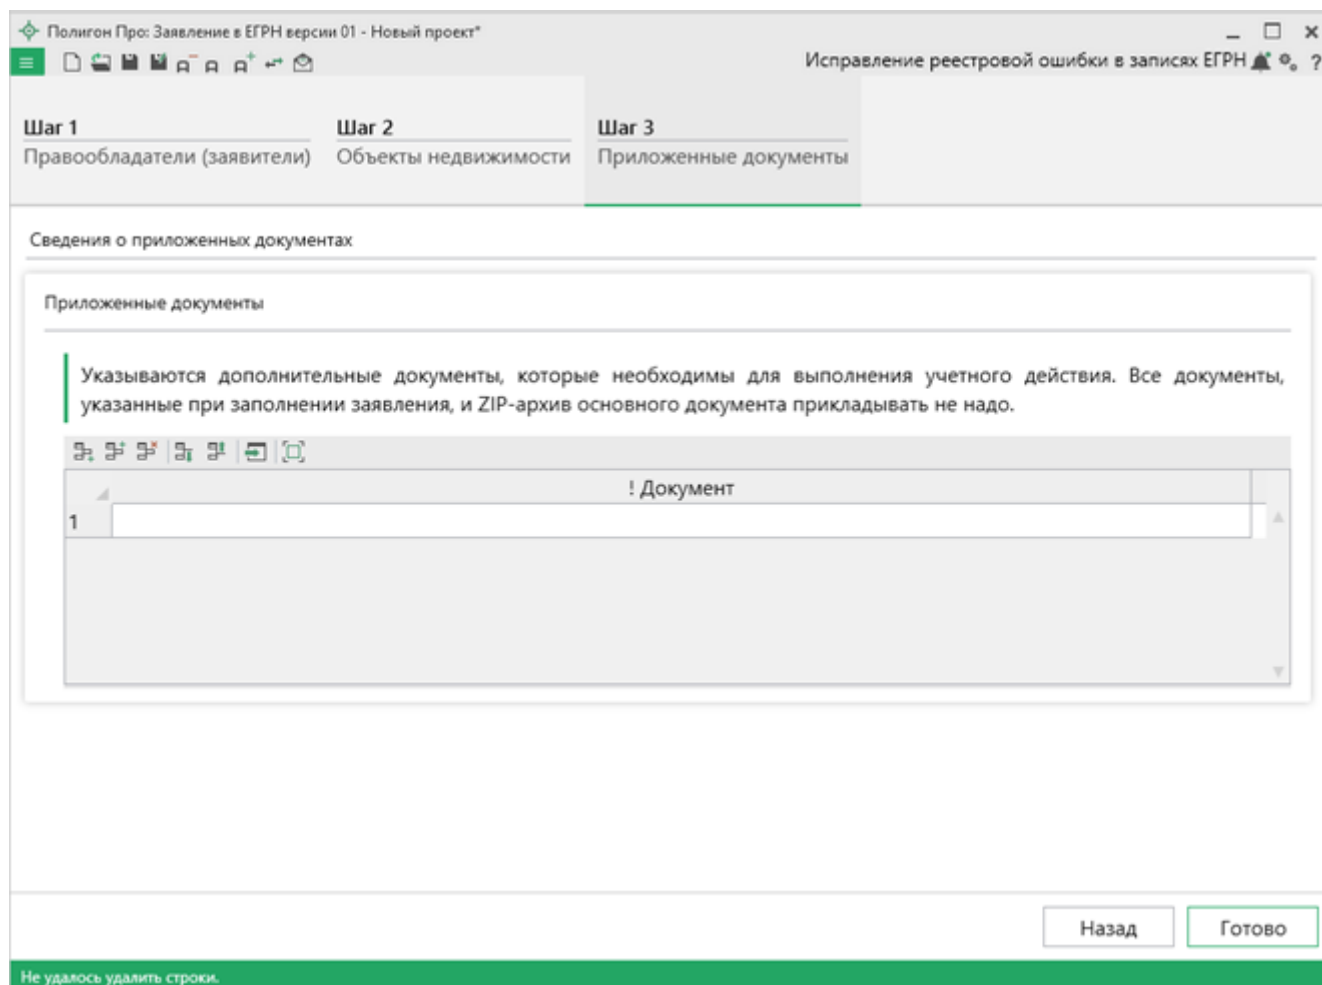 Полигон Про: Заявление в ЕГРН версии 01 - Новый проект*
Исправление реестровой ошибки в записях ЕГРН
Шаг 1
Правообладатели (заявители)
Шаг 2
Объекты недвижимости
Шаг 3
Приложенные документы
Сведения о приложенных документах
Приложенные документы
Указываются дополнительные документы, которые необходимы для выполнения учетного действия. Все документы,
указанные при заполнении заявления, и ZIP-архив основного документа прикладывать не надо.
! Документ
1
Назад
Готово
Не удалось удалить строки.